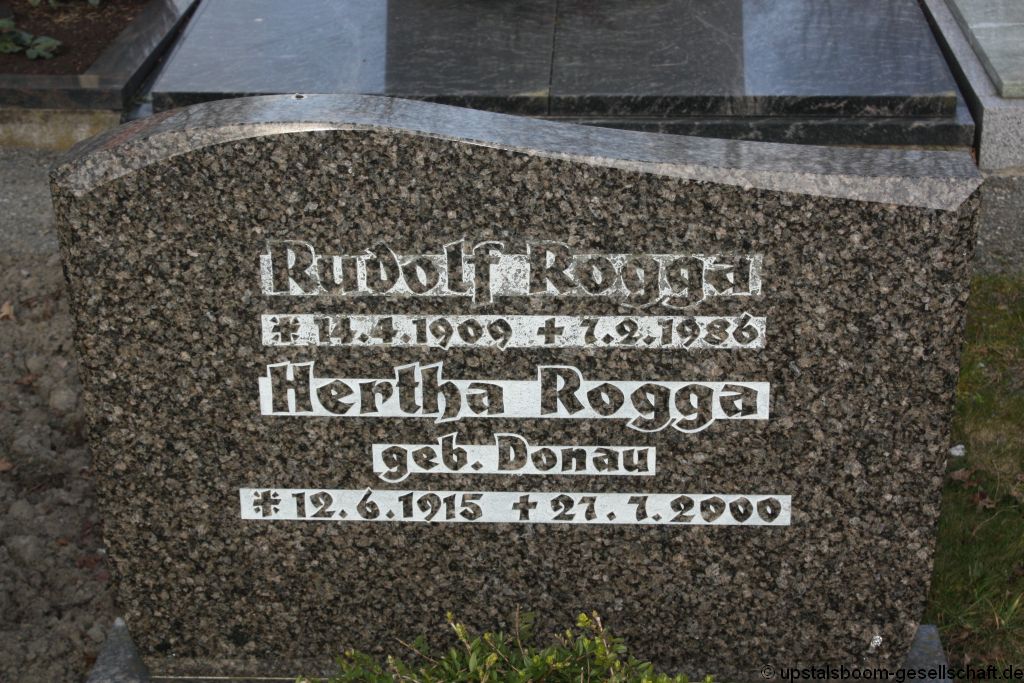 Rudolf Rogga
* 14.4.1909 + 7.2.1986
Hertha Rogga
geb. Donau
* 12.6.1915 + 27.7.2000
© upstalsboom-gesellschaft.de